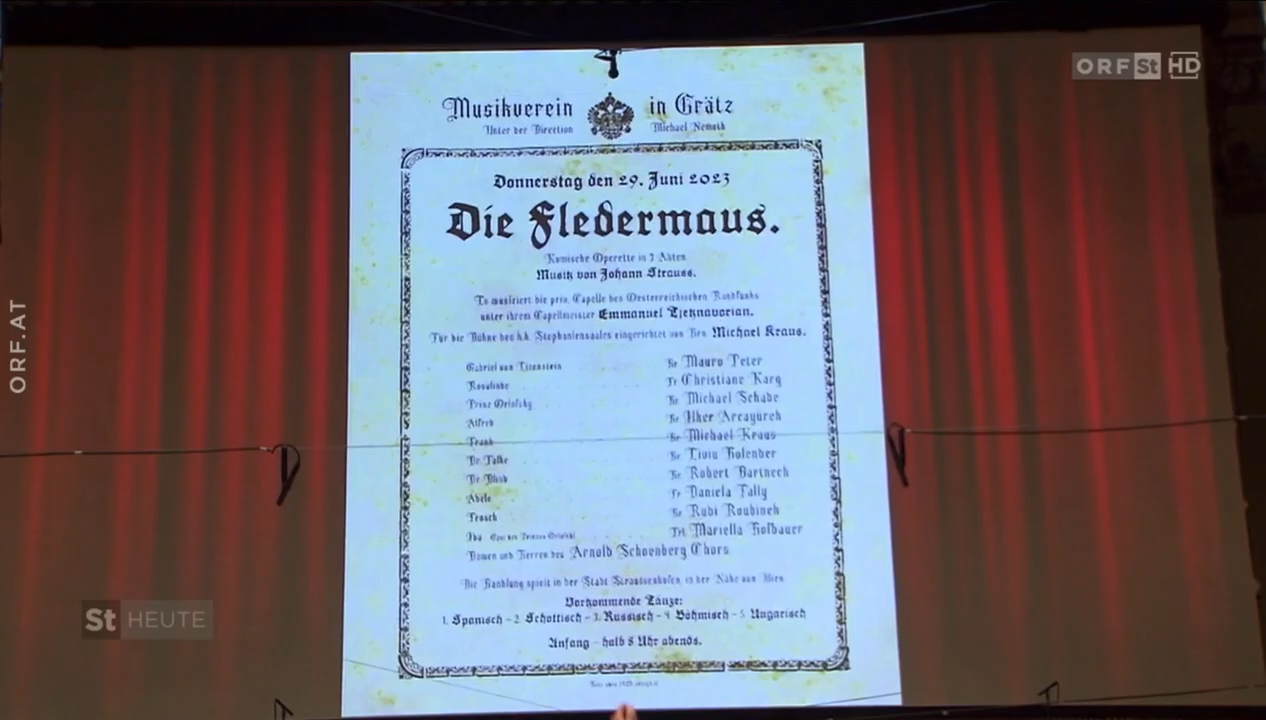 ORF St HD
Musikverein in Grätz
Unter der Direction Michael Nemeth
Donnerstag den 29. Juni 2023
Die Fledermaus.
Komische Operette in 3 Akten
Musik von Johann Strauss.
Es musiciert die priv. Capelle des Oesterreichischen Rundfunks
unter ihrem Capellmeister Emmanuel Tjeknavorian.
Für die Bühne des k.k. Stephaniensaales eingerichtet von Hrn. Michael Kraus.
Gabriel von Eisenstein Hr Mauro Peter
Rosalinde Fr Christiane Karg
Prinz Orlofsky Hr Michael Schade
Alfred Hr Ilker Arcayürek
Frank Hr Michael Kraus
Dr Falke Hr Liviu Holender
Dr Blind Hr Robert Bartneck
Adele Fr Daniela Fally
Frosch Hr Rudi Roubinek
Ida Frl Mariella Hofbauer
Damen und Herren des Arnold Schoenberg Chors
Die Handlung spielt in der Stadt Straussenhofen, in der Nähe von Wien
Vorkommende Tänze:
1. Spanisch – 2. Schottisch – 3. Russisch – 4. Böhmisch – 5. Ungarisch
Anfang – halb 8 Uhr abends.
ORF.AT
St HEUTE